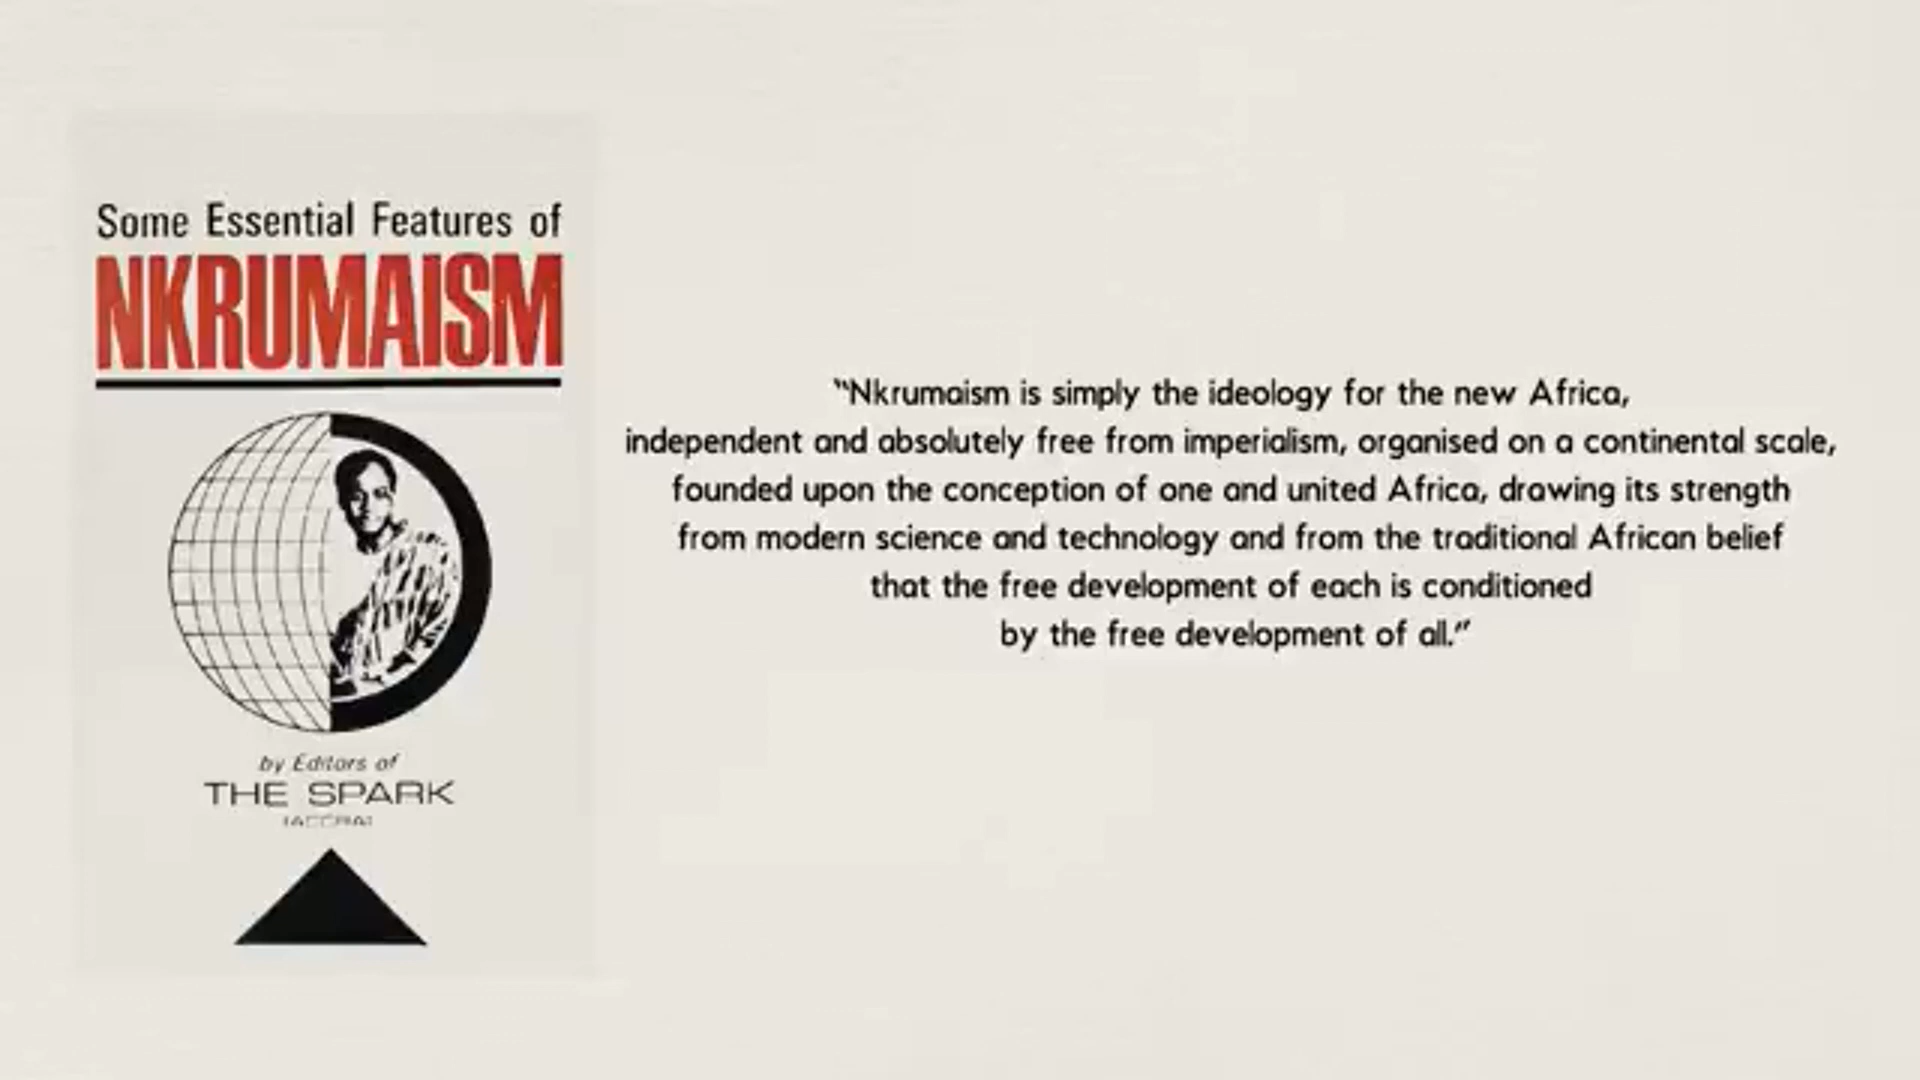 Some Essential Features of
NKRUMAISM
by Editors of
THE SPARK
(ACCRA)
“Nkrumaism is simply the ideology for the new Africa,
independent and absolutely free from imperialism, organised on a continental scale,
founded upon the conception of one and united Africa, drawing its strength
from modern science and technology and from the traditional African belief
that the free development of each is conditioned
by the free development of all.”